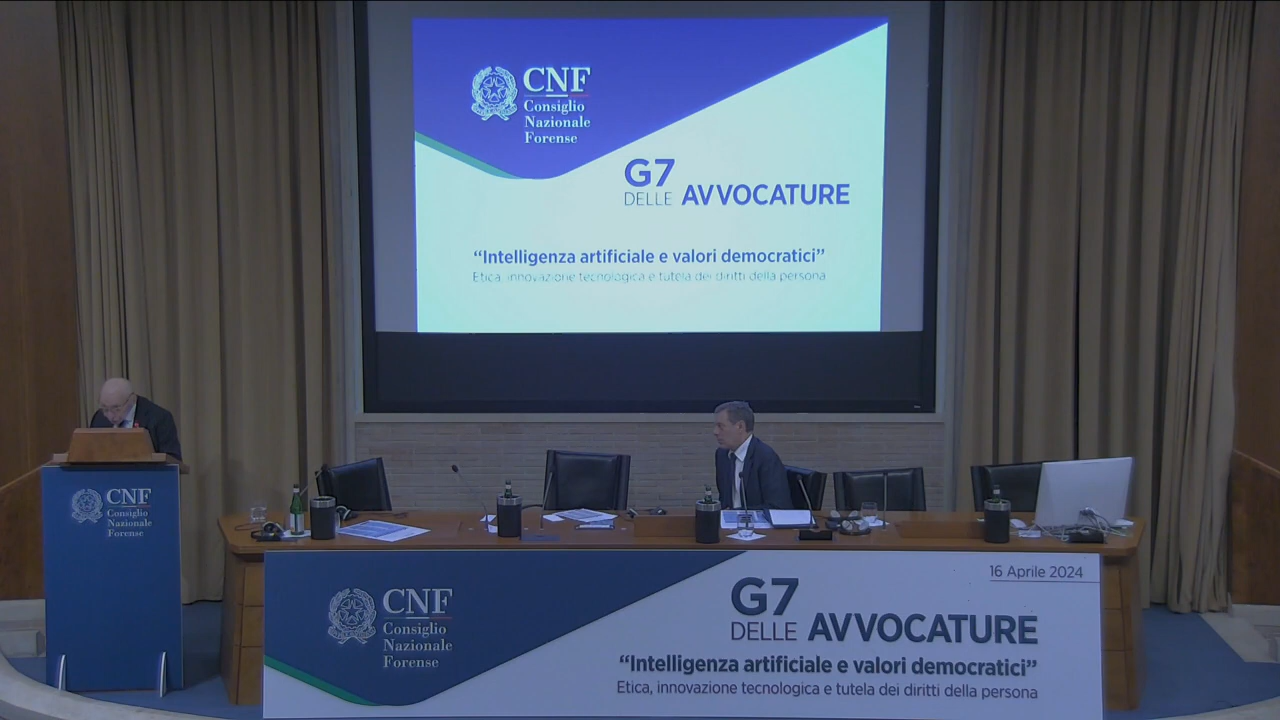 CNF
Consiglio
Nazionale
Forense
G7
DELLE AVVOCATURE
“Intelligenza artificiale e valori democratici”
Etica, innovazione tecnologica e tutela dei diritti della persona
CNF
Consiglio
Nazionale
Forense
16 Aprile 2024
CNF
Consiglio
Nazionale
Forense
G7
DELLE AVVOCATURE
“Intelligenza artificiale e valori democratici”
Etica, innovazione tecnologica e tutela dei diritti della persona